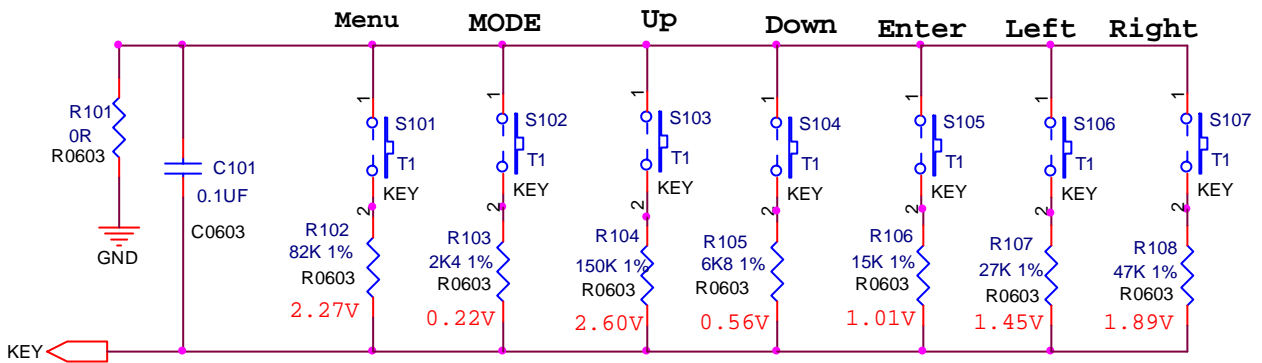 Menu
MODE
Up
Down
Enter
Left
Right
R101
0R
R0603
GND
C101
0.1UF
C0603
1
S101
T1
KEY
2
R102
82K 1%
R0603
2.27V
1
S102
T1
KEY
2
R103
2K4 1%
R0603
0.22V
1
S103
T1
KEY
2
R104
150K 1%
R0603
2.60V
1
S104
T1
KEY
2
R105
6K8 1%
R0603
0.56V
1
S105
T1
KEY
2
R106
15K 1%
R0603
1.01V
1
S106
T1
KEY
2
R107
27K 1%
R0603
1.45V
1
S107
T1
KEY
2
R108
47K 1%
R0603
1.89V
KEY